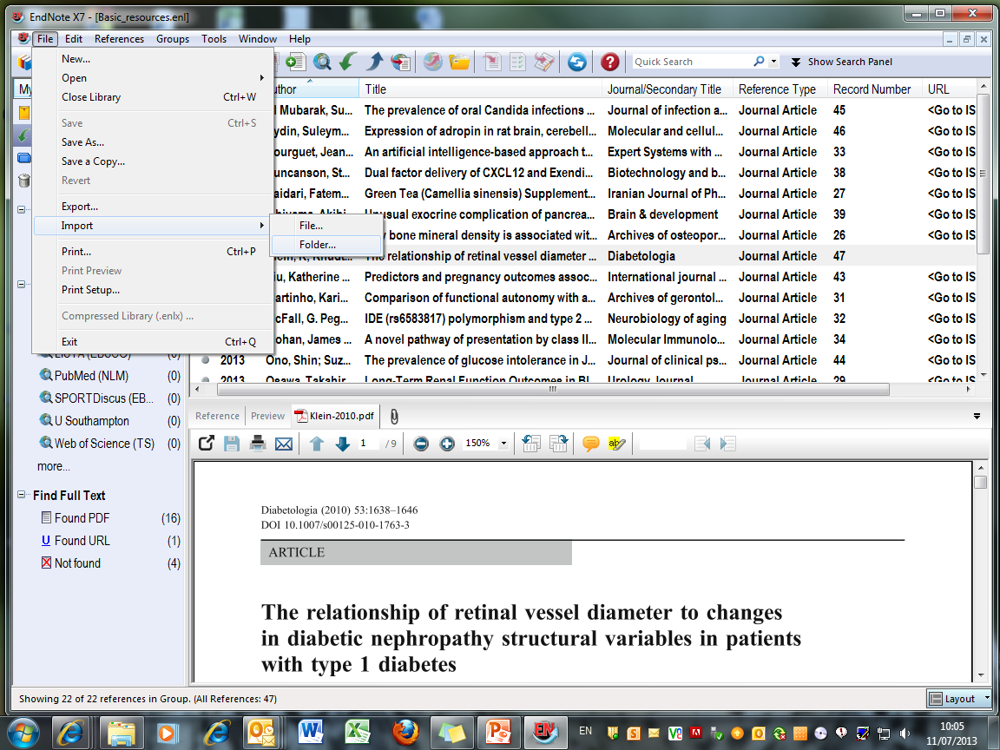 EndNote X7 - [Basic_resources.enl]
File Edit References Groups Tools Window Help
New...
Open
Close Library Ctrl+W
Save Ctrl+S
Save As...
Save a Copy...
Revert
Export...
Import
Print... Ctrl+P
Print Preview
Print Setup...
Compressed Library (.enlx) ...
Exit Ctrl+Q
File...
Folder...
Quick Search
Show Search Panel
My
Title Journal/Secondary Title Reference Type Record Number URL
Mubarak, Su... The prevalence of oral Candida infections ... Journal of infection a... Journal Article 45 <Go to IS
Suleym... Expression of adropin in rat brain, cerebell... Molecular and cellul... Journal Article 46 <Go to IS
Jean... An artificial intelligence-based approach t... Expert Systems with ... Journal Article 33 <Go to IS
St... Dual factor delivery of CXCL12 and Exendi... Biotechnology and b... Journal Article 38 <Go to IS
Fatem... Green Tea (Camellia sinensis) Supplement... Iranian Journal of Ph... Journal Article 27 <Go to IS
Unusual exocrine complication of pancrea... Brain & development Journal Article 39 <Go to IS
bone mineral density is associated wit... Archives of osteopor... Journal Article 26 <Go to IS
The relationship of retinal vessel diameter ... Diabetologia Journal Article 47
Katherine ... Predictors and pregnancy outcomes assoc... International journal ... Journal Article 43 <Go to IS
Kari... Comparison of functional autonomy with a... Archives of gerontol... Journal Article 31 <Go to IS
G. Peg... IDE (rs6583817) polymorphism and type 2 ... Neurobiology of aging Journal Article 32 <Go to IS
James ... A novel pathway of presentation by class II... Molecular Immunolo... Journal Article 34 <Go to IS
2013 Ono, Shin; Suz... The prevalence of glucose intolerance in J... Journal of clinical ps... Journal Article 44 <Go to IS
2013 Osawa, Takahir... Long-Term Renal Function Outcomes in Bl... Urology Journal Journal Article 29 <Go to IS
(0)
PubMed (NLM) (0)
SPORTDiscus (EB... (0)
U Southampton (0)
Web of Science (TS) (0)
more...
Find Full Text
Found PDF (16)
U Found URL (1)
Not found (4)
Reference Preview Klein-2010.pdf
1 / 9 150%
Diabetologia (2010) 53:1638–1646
DOI 10.1007/s00125-010-1763-3
ARTICLE
The relationship of retinal vessel diameter to changes
in diabetic nephropathy structural variables in patients
with type 1 diabetes
Showing 22 of 22 references in Group. (All References: 47)
Layout
EN
10:05
11/07/2013